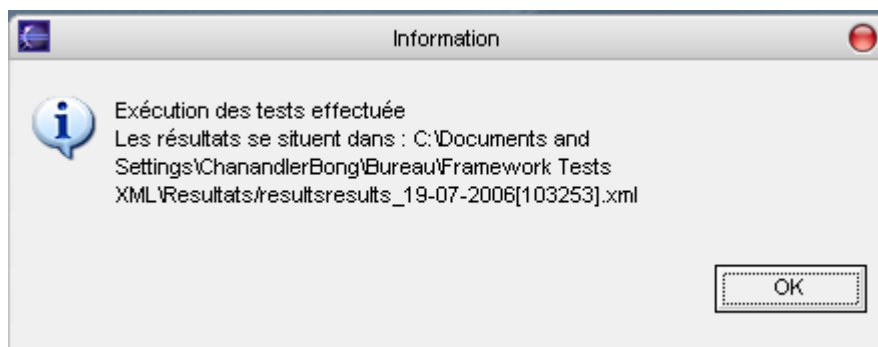 Information
Exécution des tests effectuée
Les résultats se situent dans : C:\Documents and
Settings\ChanandlerBong\Bureau\Framework Tests
XML\Resultats/resultsresults_19-07-2006[103253].xml
OK